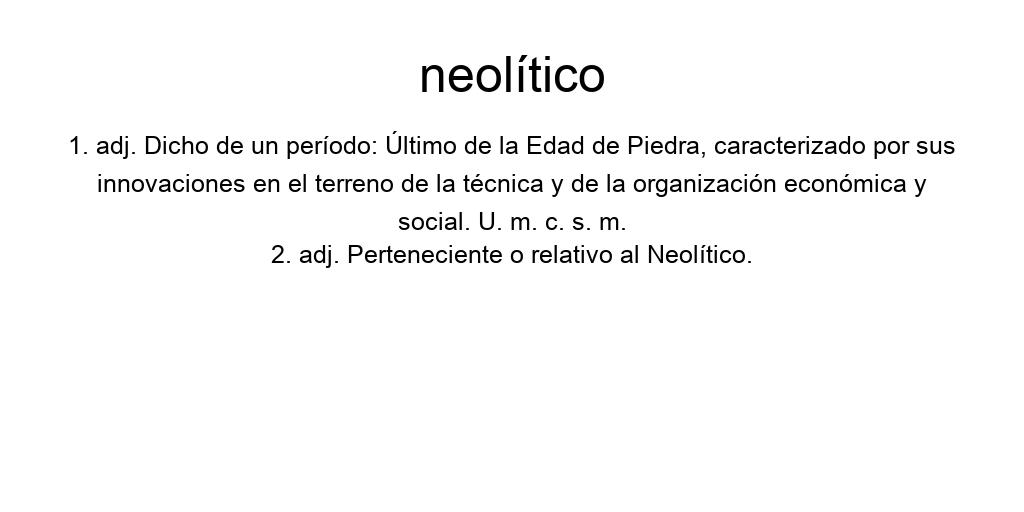 neolítico
1. adj. Dicho de un período: Último de la Edad de Piedra, caracterizado por sus
innovaciones en el terreno de la técnica y de la organización económica y
social. U. m. c. s. m.
2. adj. Perteneciente o relativo al Neolítico.